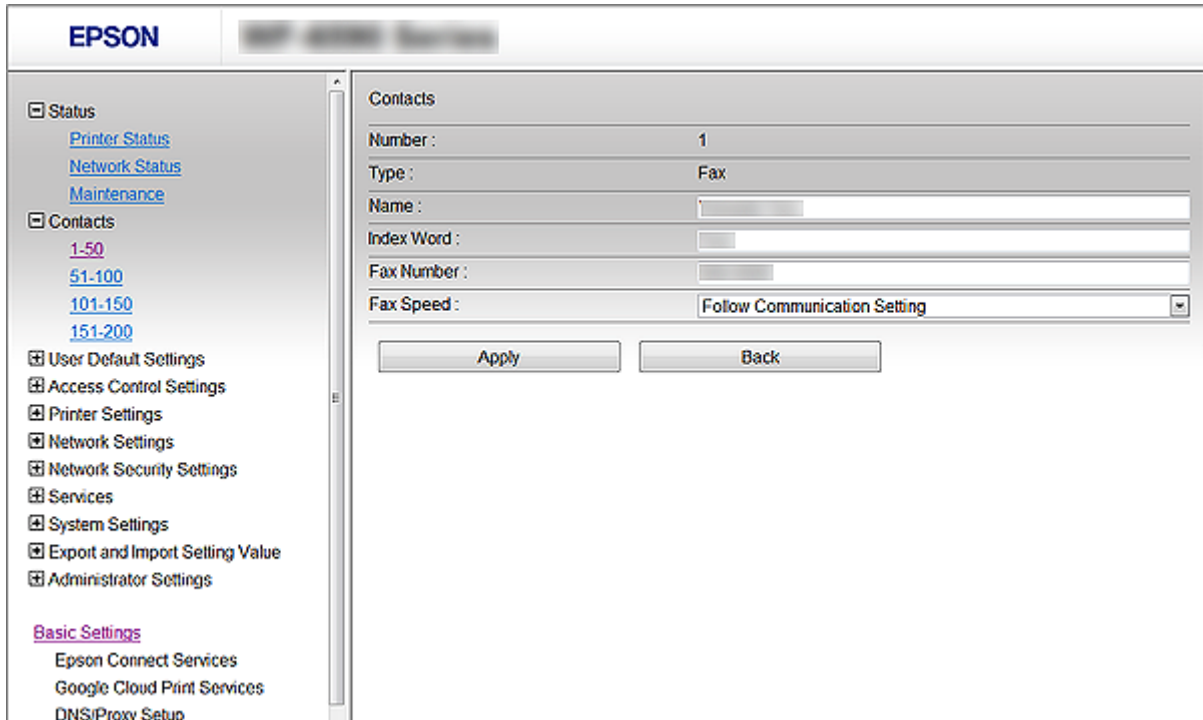 EPSON
Status
Printer Status
Network Status
Maintenance
Contacts
1-50
51-100
101-150
151-200
User Default Settings
Access Control Settings
Printer Settings
Network Settings
Network Security Settings
Services
System Settings
Export and Import Setting Value
Administrator Settings
Basic Settings
Epson Connect Services
Google Cloud Print Services
DNS/Proxy Setup
Contacts
Number : 1
Type : Fax
Name :
Index Word :
Fax Number :
Fax Speed : Follow Communication Setting
Apply Back